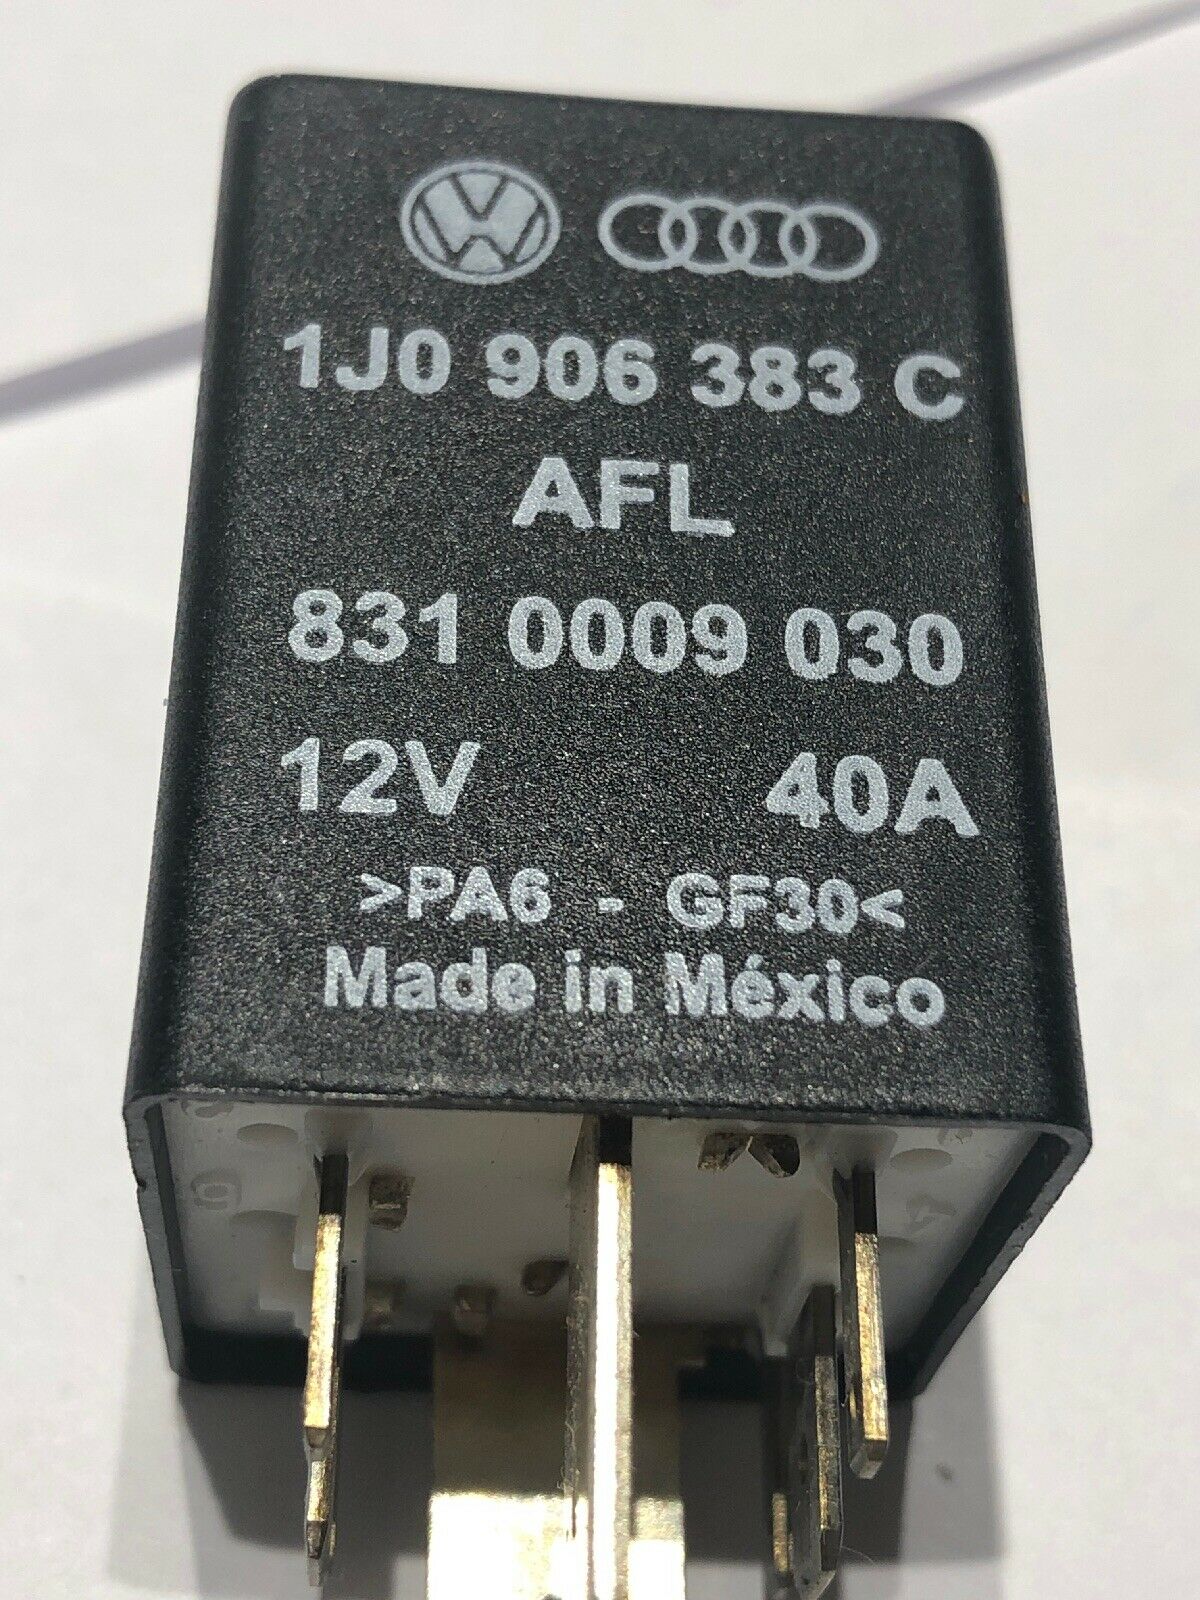 1J0 906 383 C
AFL
831 0009 030
12V 40A
>PA6 - GF30<
Made in México